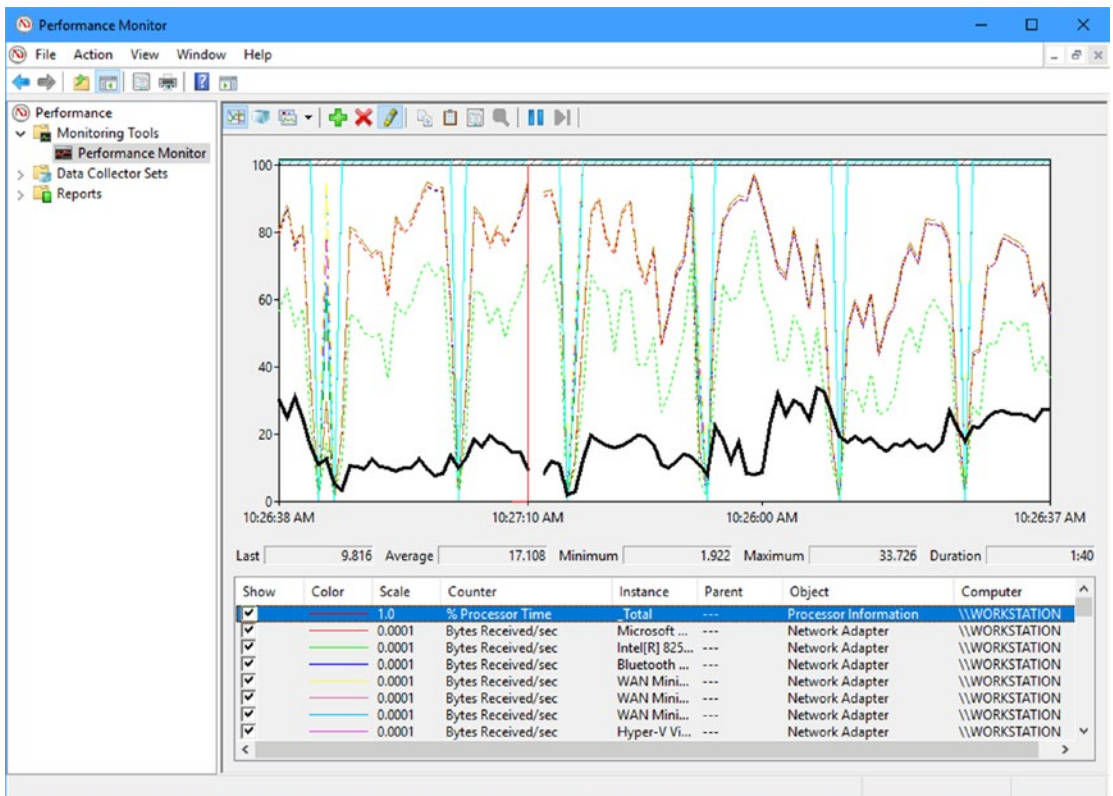 Performance Monitor
File Action View Window Help
Performance
Monitoring Tools
Performance Monitor
Data Collector Sets
Reports
100
80
60
40
20
0
10:26:38 AM 10:27:10 AM 10:26:00 AM 10:26:37 AM
Last 9.816 Average 17.108 Minimum 1.922 Maximum 33.726 Duration 1:40
Show Color Scale Counter Instance Parent Object Computer
1.0 % Processor Time _Total --- Processor Information \\WORKSTATION
0.0001 Bytes Received/sec Microsoft ... --- Network Adapter \\WORKSTATION
0.0001 Bytes Received/sec Intel[R] 825... --- Network Adapter \\WORKSTATION
0.0001 Bytes Received/sec Bluetooth ... --- Network Adapter \\WORKSTATION
0.0001 Bytes Received/sec WAN Mini... --- Network Adapter \\WORKSTATION
0.0001 Bytes Received/sec WAN Mini... --- Network Adapter \\WORKSTATION
0.0001 Bytes Received/sec WAN Mini... --- Network Adapter \\WORKSTATION
0.0001 Bytes Received/sec Hyper-V Vi... --- Network Adapter \\WORKSTATION